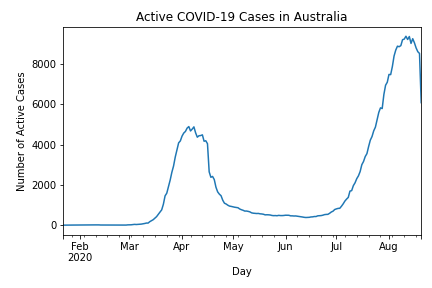 Active COVID-19 Cases in Australia
Number of Active Cases
8000
6000
4000
2000
0
Feb Mar Apr May Jun Jul Aug
2020
Day